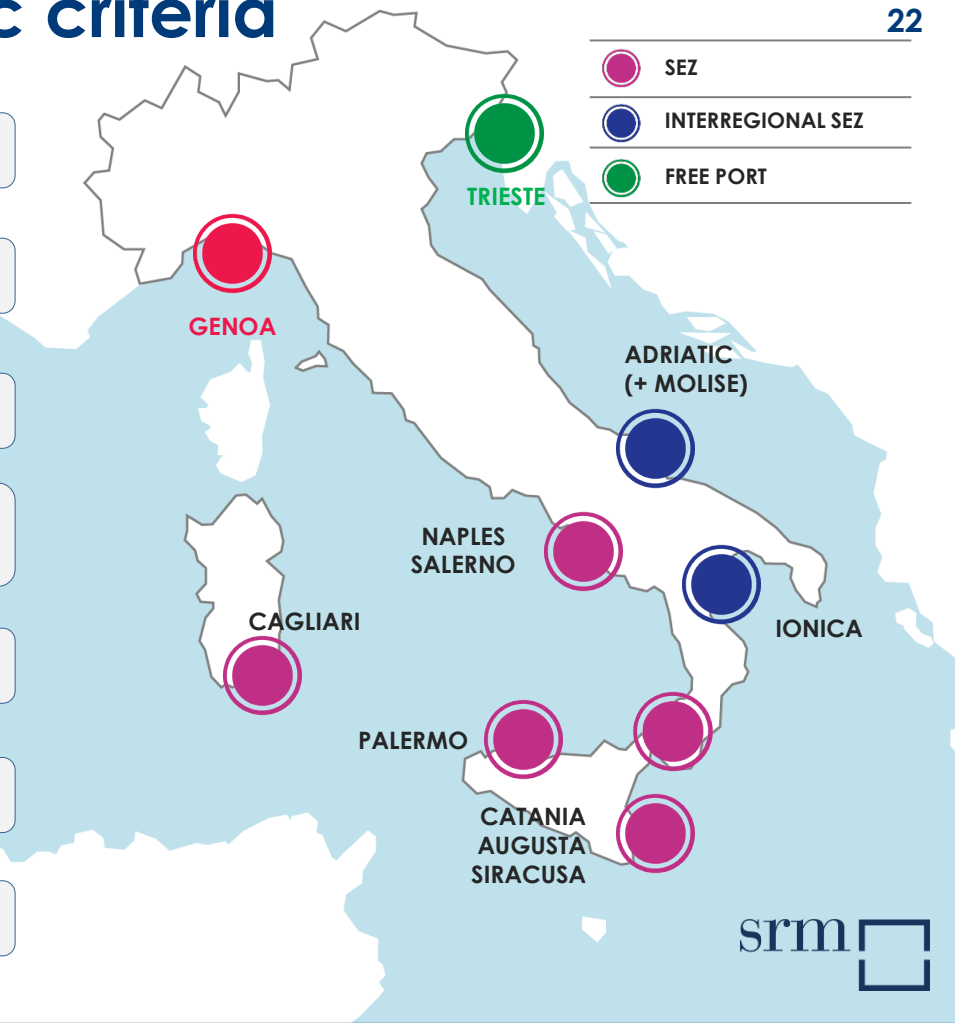 c criteria
22
SEZ
INTERREGIONAL SEZ
FREE PORT
TRIESTE
GENOA
ADRIATIC
(+ MOLISE)
NAPLES
SALERNO
IONICA
CAGLIARI
PALERMO
CATANIA
AUGUSTA
SIRACUSA
srm